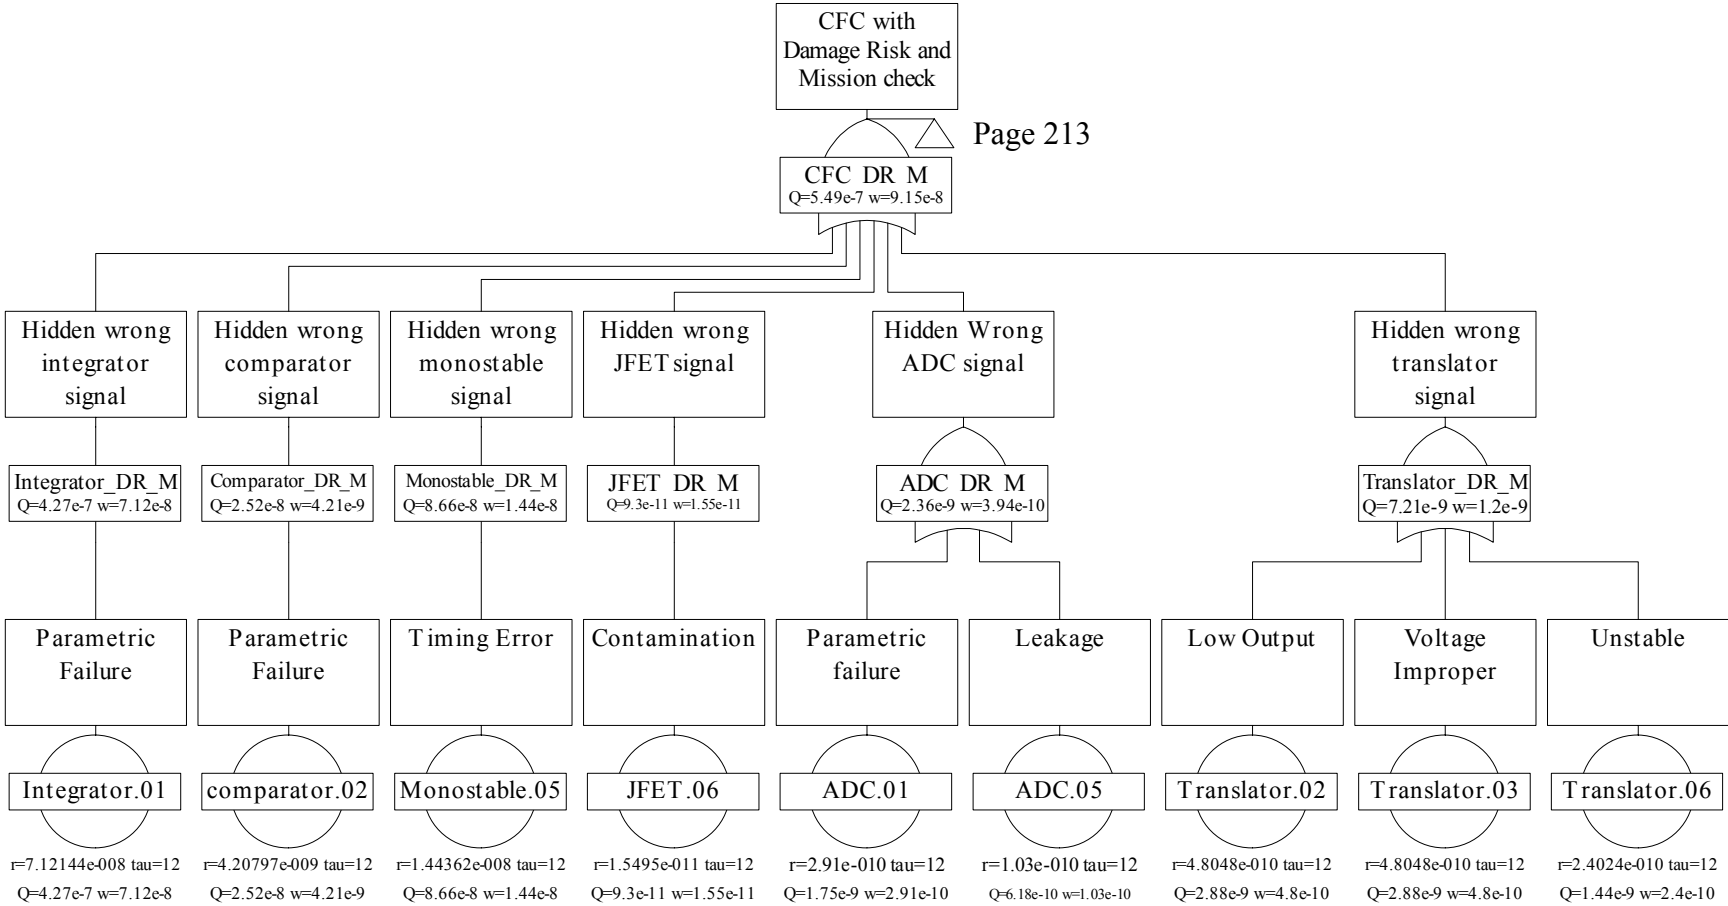 CFC with
Damage Risk and
Mission check
Page 213
CFC_DR_M
Q=5.49e-7 w=9.15e-8
Hidden wrong
integrator
signal
Hidden wrong
comparator
signal
Hidden wrong
monostable
signal
Hidden wrong
JFET signal
Hidden Wrong
ADC signal
Hidden wrong
translator
signal
Integrator_DR_M
Q=4.27e-7 w=7.12e-8
Comparator_DR_M
Q=2.52e-8 w=4.21e-9
Monostable_DR_M
Q=8.66e-8 w=1.44e-8
JFET_DR_M
Q=9.3e-11 w=1.55e-11
ADC_DR_M
Q=2.36e-9 w=3.94e-10
Translator_DR_M
Q=7.21e-9 w=1.2e-9
Parametric
Failure
Parametric
Failure
Timing Error
Contamination
Parametric
failure
Leakage
Low Output
Voltage
Improper
Unstable
Integrator.01
comparator.02
Monostable.05
JFET.06
ADC.01
ADC.05
Translator.02
Translator.03
Translator.06
r=7.12144e-008 tau=12
Q=4.27e-7 w=7.12e-8
r=4.20797e-009 tau=12
Q=2.52e-8 w=4.21e-9
r=1.44362e-008 tau=12
Q=8.66e-8 w=1.44e-8
r=1.5495e-011 tau=12
Q=9.3e-11 w=1.55e-11
r=2.91e-010 tau=12
Q=1.75e-9 w=2.91e-10
r=1.03e-010 tau=12
Q=6.18e-10 w=1.03e-10
r=4.8048e-010 tau=12
Q=2.88e-9 w=4.8e-10
r=4.8048e-010 tau=12
Q=2.88e-9 w=4.8e-10
r=2.4024e-010 tau=12
Q=1.44e-9 w=2.4e-10